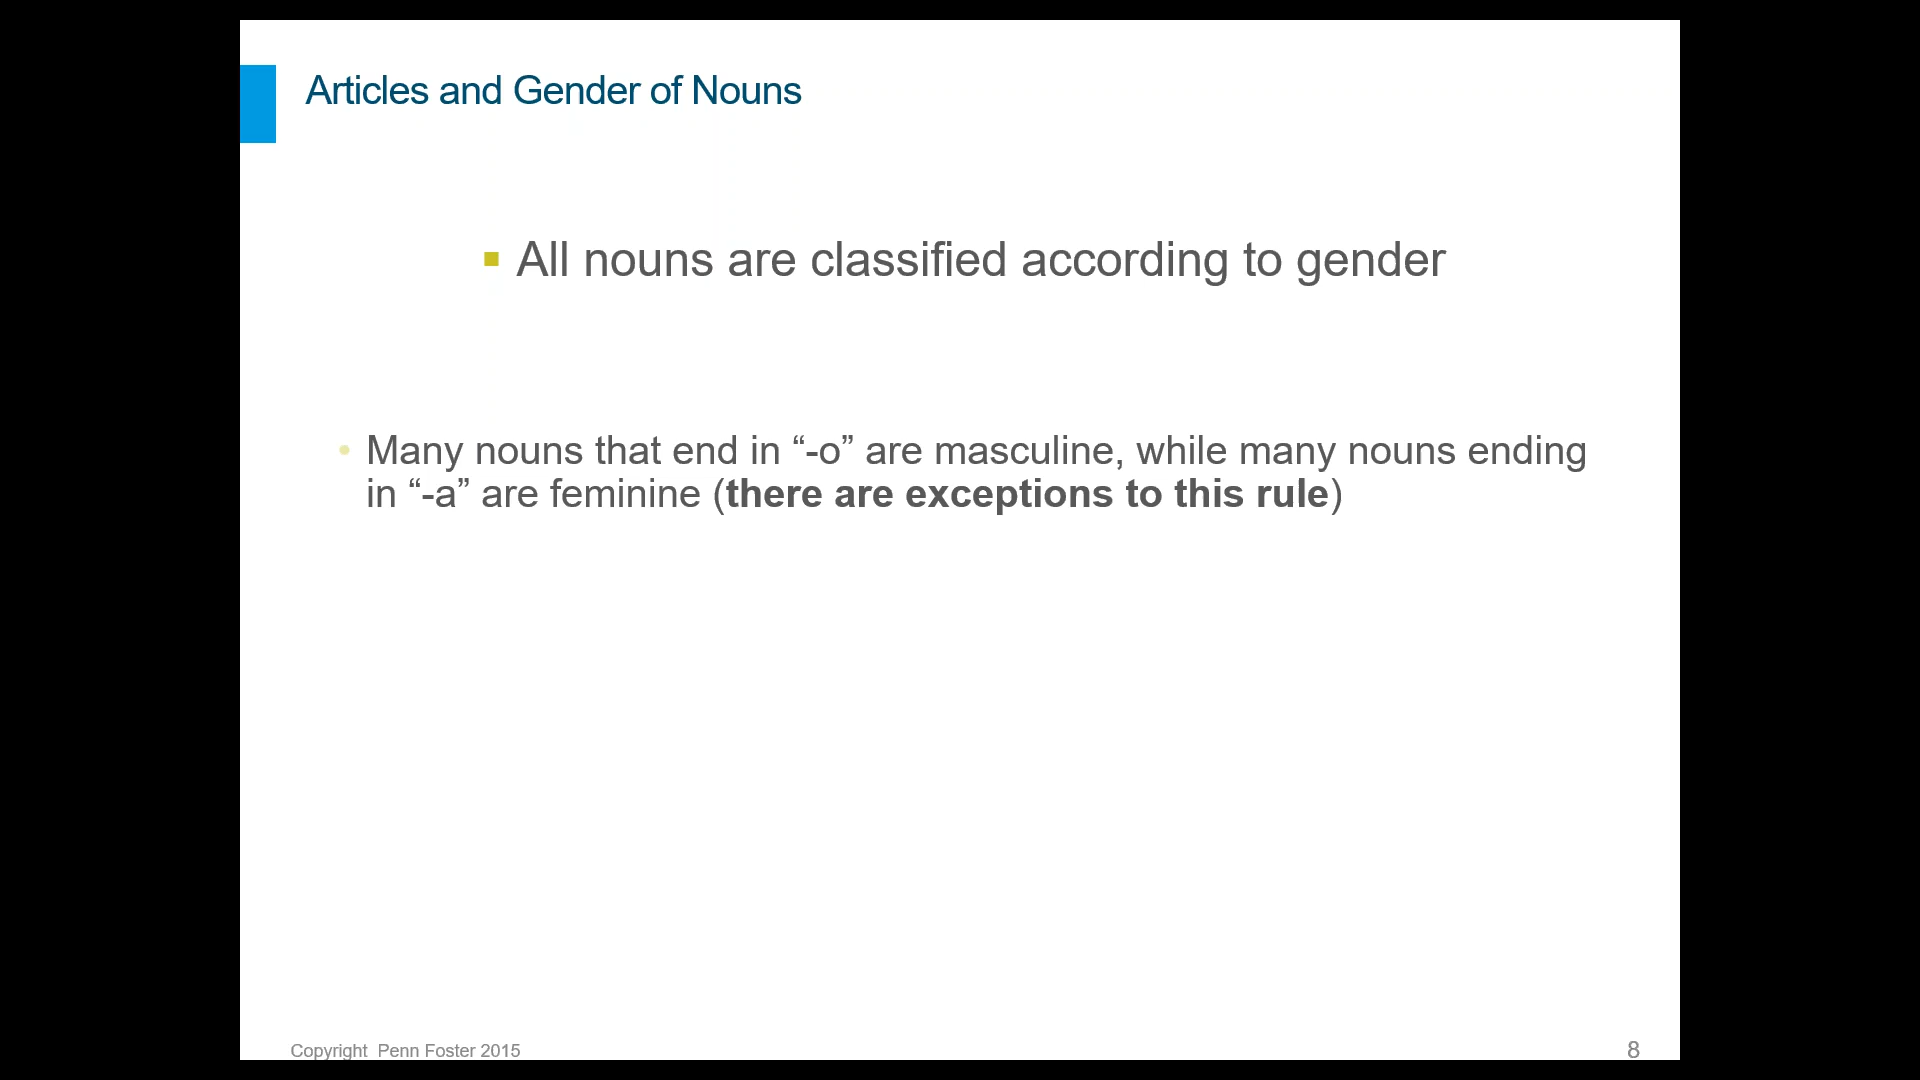 Articles and Gender of Nouns
▪ All nouns are classified according to gender
• Many nouns that end in “-o” are masculine, while many nouns ending
in “-a” are feminine (there are exceptions to this rule)
Copyright  Penn Foster 2015
8